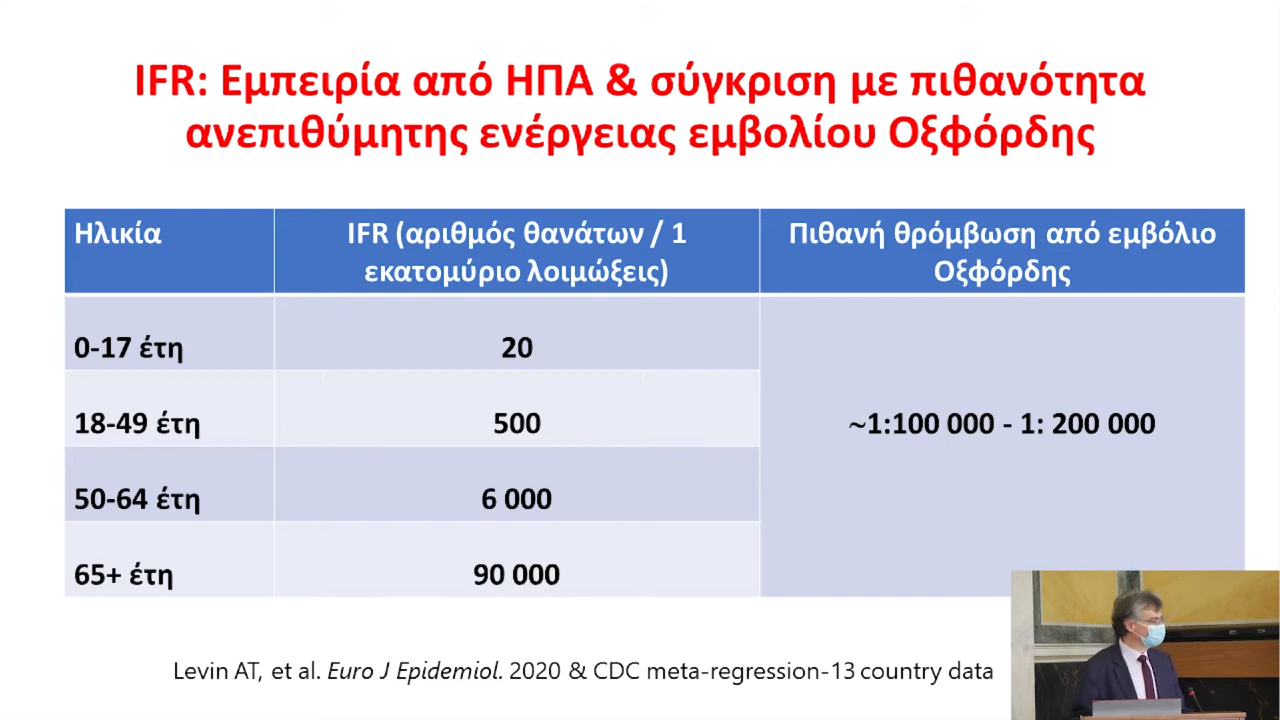 IFR: Εμπειρία από ΗΠΑ & σύγκριση με πιθανότητα
ανεπιθύμητης ενέργειας εμβολίου Οξφόρδης
Ηλικία
IFR (αριθμός θανάτων / 1
εκατομύριο λοιμώξεις)
Πιθανή θρόμβωση από εμβόλιο
Οξφόρδης
0-17 έτη
20
18-49 έτη
500
~1:100 000 - 1: 200 000
50-64 έτη
6 000
65+ έτη
90 000
Levin AT, et al. Euro J Epidemiol. 2020 & CDC meta-regression-13 country data